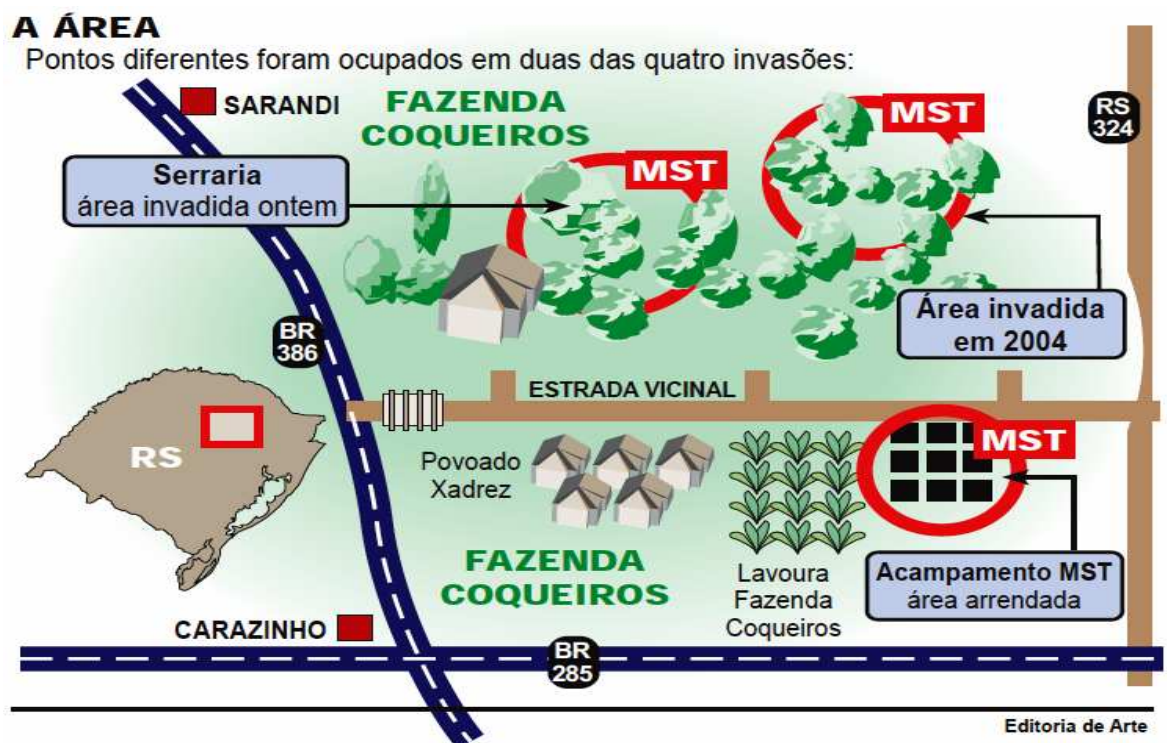 A ÁREA
Pontos diferentes foram ocupados em duas das quatro invasões:
SARANDI
FAZENDA
COQUEIROS
MST
MST
RS
324
Serraria
área invadida ontem
Área invadida
em 2004
BR
386
ESTRADA VICINAL
RS
Povoado
Xadrez
MST
FAZENDA
COQUEIROS
Lavoura
Fazenda
Coqueiros
Acampamento MST
área arrendada
CARAZINHO
BR
285
Editoria de Arte